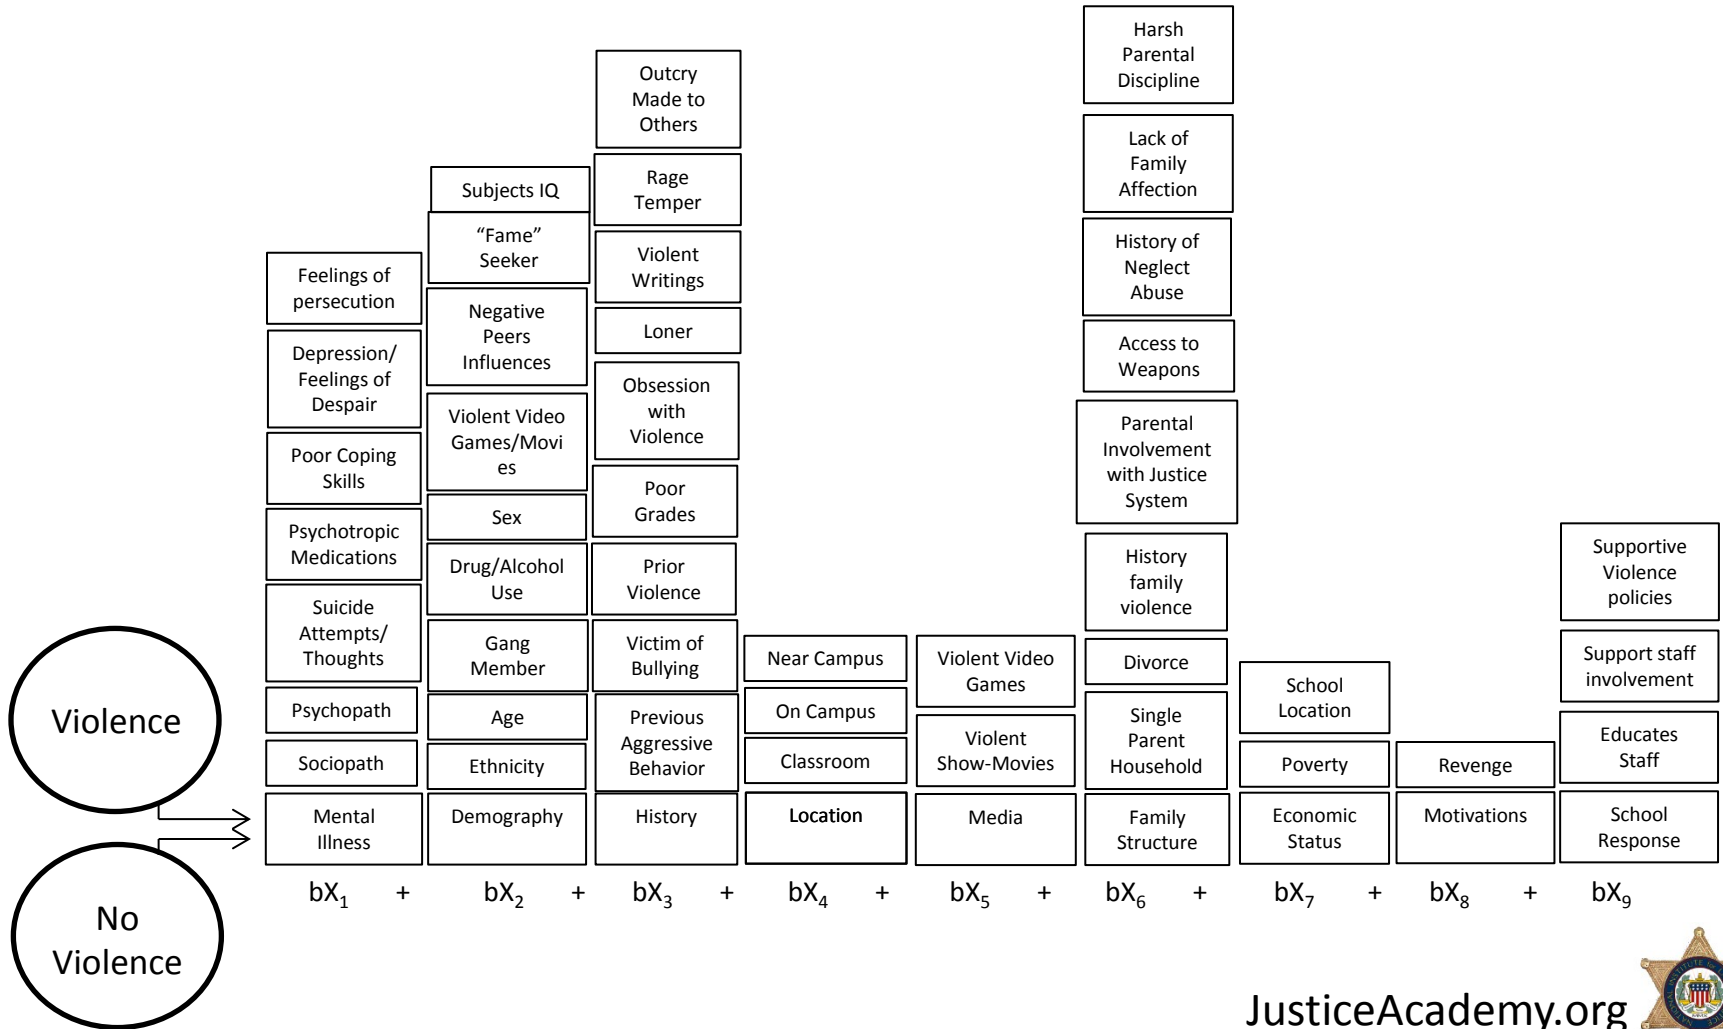 Violence
No
Violence
Feelings of
persecution
Depression/
Feelings of
Despair
Poor Coping
Skills
Psychotropic
Medications
Suicide
Attempts/
Thoughts
Psychopath
Sociopath
Mental
Illness
bX1 +
Subjects IQ
“Fame”
Seeker
Negative
Peers
Influences
Violent Video
Games/Movi
es
Sex
Drug/Alcohol
Use
Gang
Member
Age
Ethnicity
Demography
bX2 +
Outcry
Made to
Others
Rage
Temper
Violent
Writings
Loner
Obsession
with
Violence
Poor
Grades
Prior
Violence
Victim of
Bullying
Previous
Aggressive
Behavior
History
bX3 +
Near Campus
On Campus
Classroom
Location
bX4 +
Violent Video
Games
Violent
Show-Movies
Media
bX5 +
Harsh
Parental
Discipline
Lack of
Family
Affection
History of
Neglect
Abuse
Access to
Weapons
Parental
Involvement
with Justice
System
History
family
violence
Divorce
Single
Parent
Household
Family
Structure
bX6 +
School
Location
Poverty
Economic
Status
bX7 +
Revenge
Motivations
bX8 +
Supportive
Violence
policies
Support staff
involvement
Educates
Staff
School
Response
bX9
JusticeAcademy.org